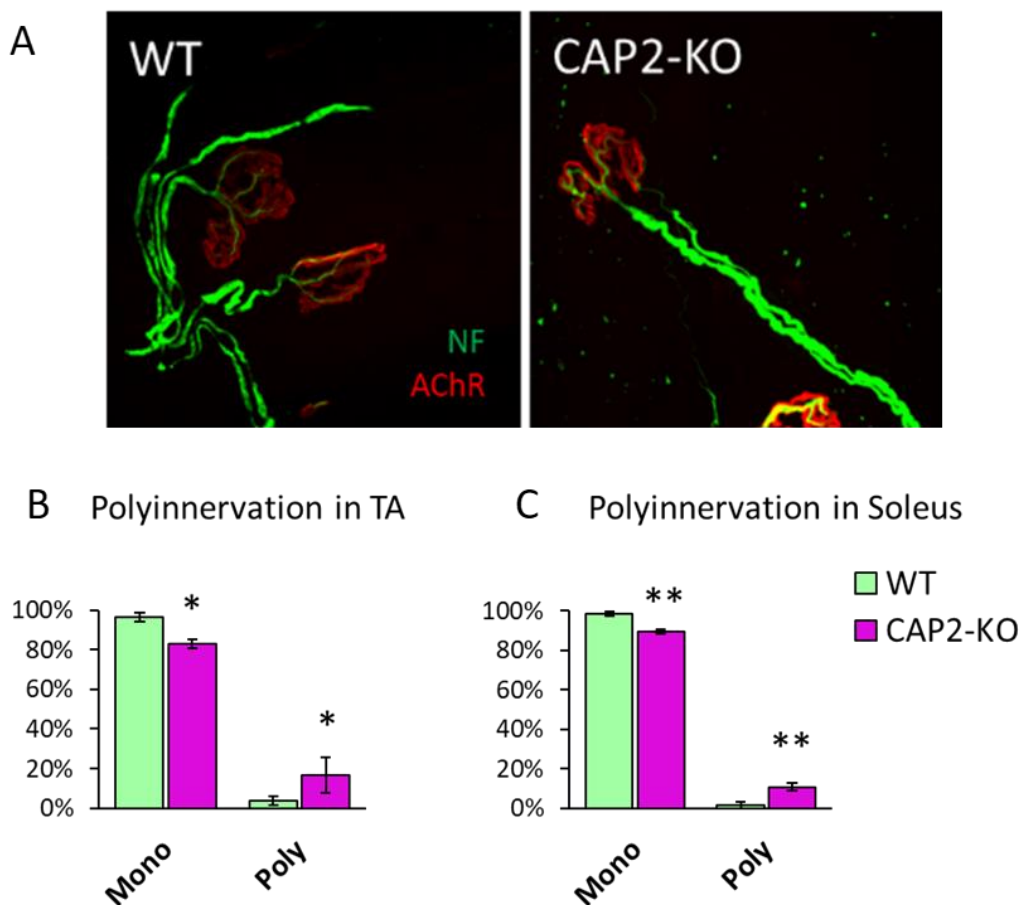 A
WT
CAP2-KO
NF
AChR
B Polyinnervation in TA
C Polyinnervation in Soleus
WT
CAP2-KO
100%
80%
60%
40%
20%
0%
*
*
Mono
Poly
100%
80%
60%
40%
20%
0%
**
**
Mono
Poly